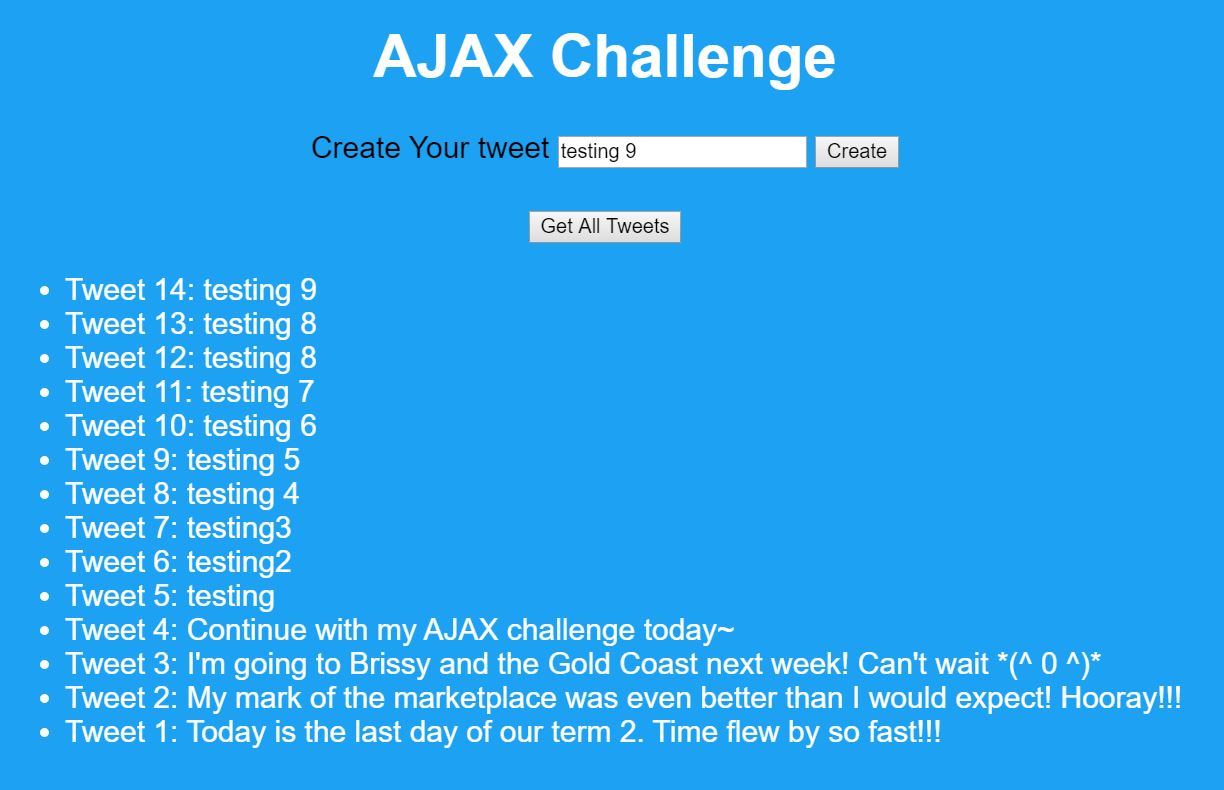 AJAX Challenge
Create Your tweet testing 9 Create
Get All Tweets
Tweet 14: testing 9
Tweet 13: testing 8
Tweet 12: testing 8
Tweet 11: testing 7
Tweet 10: testing 6
Tweet 9: testing 5
Tweet 8: testing 4
Tweet 7: testing3
Tweet 6: testing2
Tweet 5: testing
Tweet 4: Continue with my AJAX challenge today~
Tweet 3: I'm going to Brissy and the Gold Coast next week! Can't wait *(^ 0 ^)*
Tweet 2: My mark of the marketplace was even better than I would expect! Hooray!!!
Tweet 1: Today is the last day of our term 2. Time flew by so fast!!!